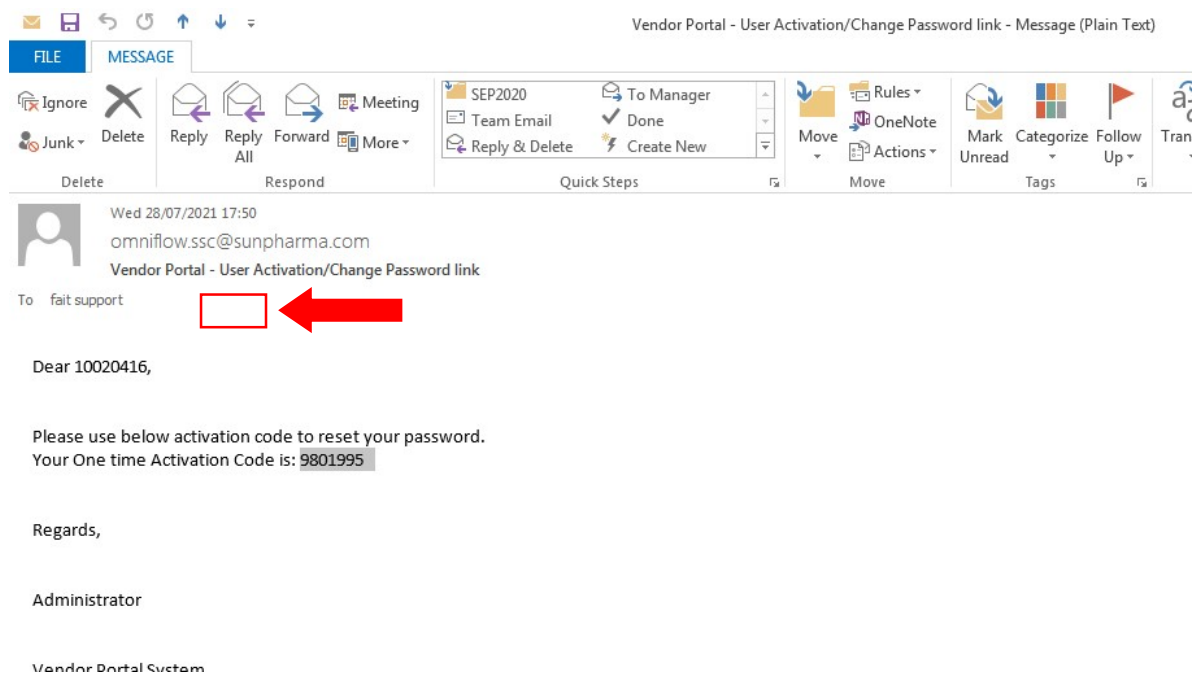 Vendor Portal - User Activation/Change Password link - Message (Plain Text)
FILE MESSAGE
Ignore
Junk
Delete
Reply
Reply All
Forward
Meeting
More
SEP2020
Team Email
Reply & Delete
To Manager
Done
Create New
Move
Rules
OneNote
Actions
Mark Unread
Categorize
Follow Up
Delete
Respond
Quick Steps
Move
Tags
Wed 28/07/2021 17:50
omniflow.ssc@sunpharma.com
Vendor Portal - User Activation/Change Password link
To fait support
Dear 10020416,
Please use below activation code to reset your password.
Your One time Activation Code is: 9801995
Regards,
Administrator
Vendor Portal System